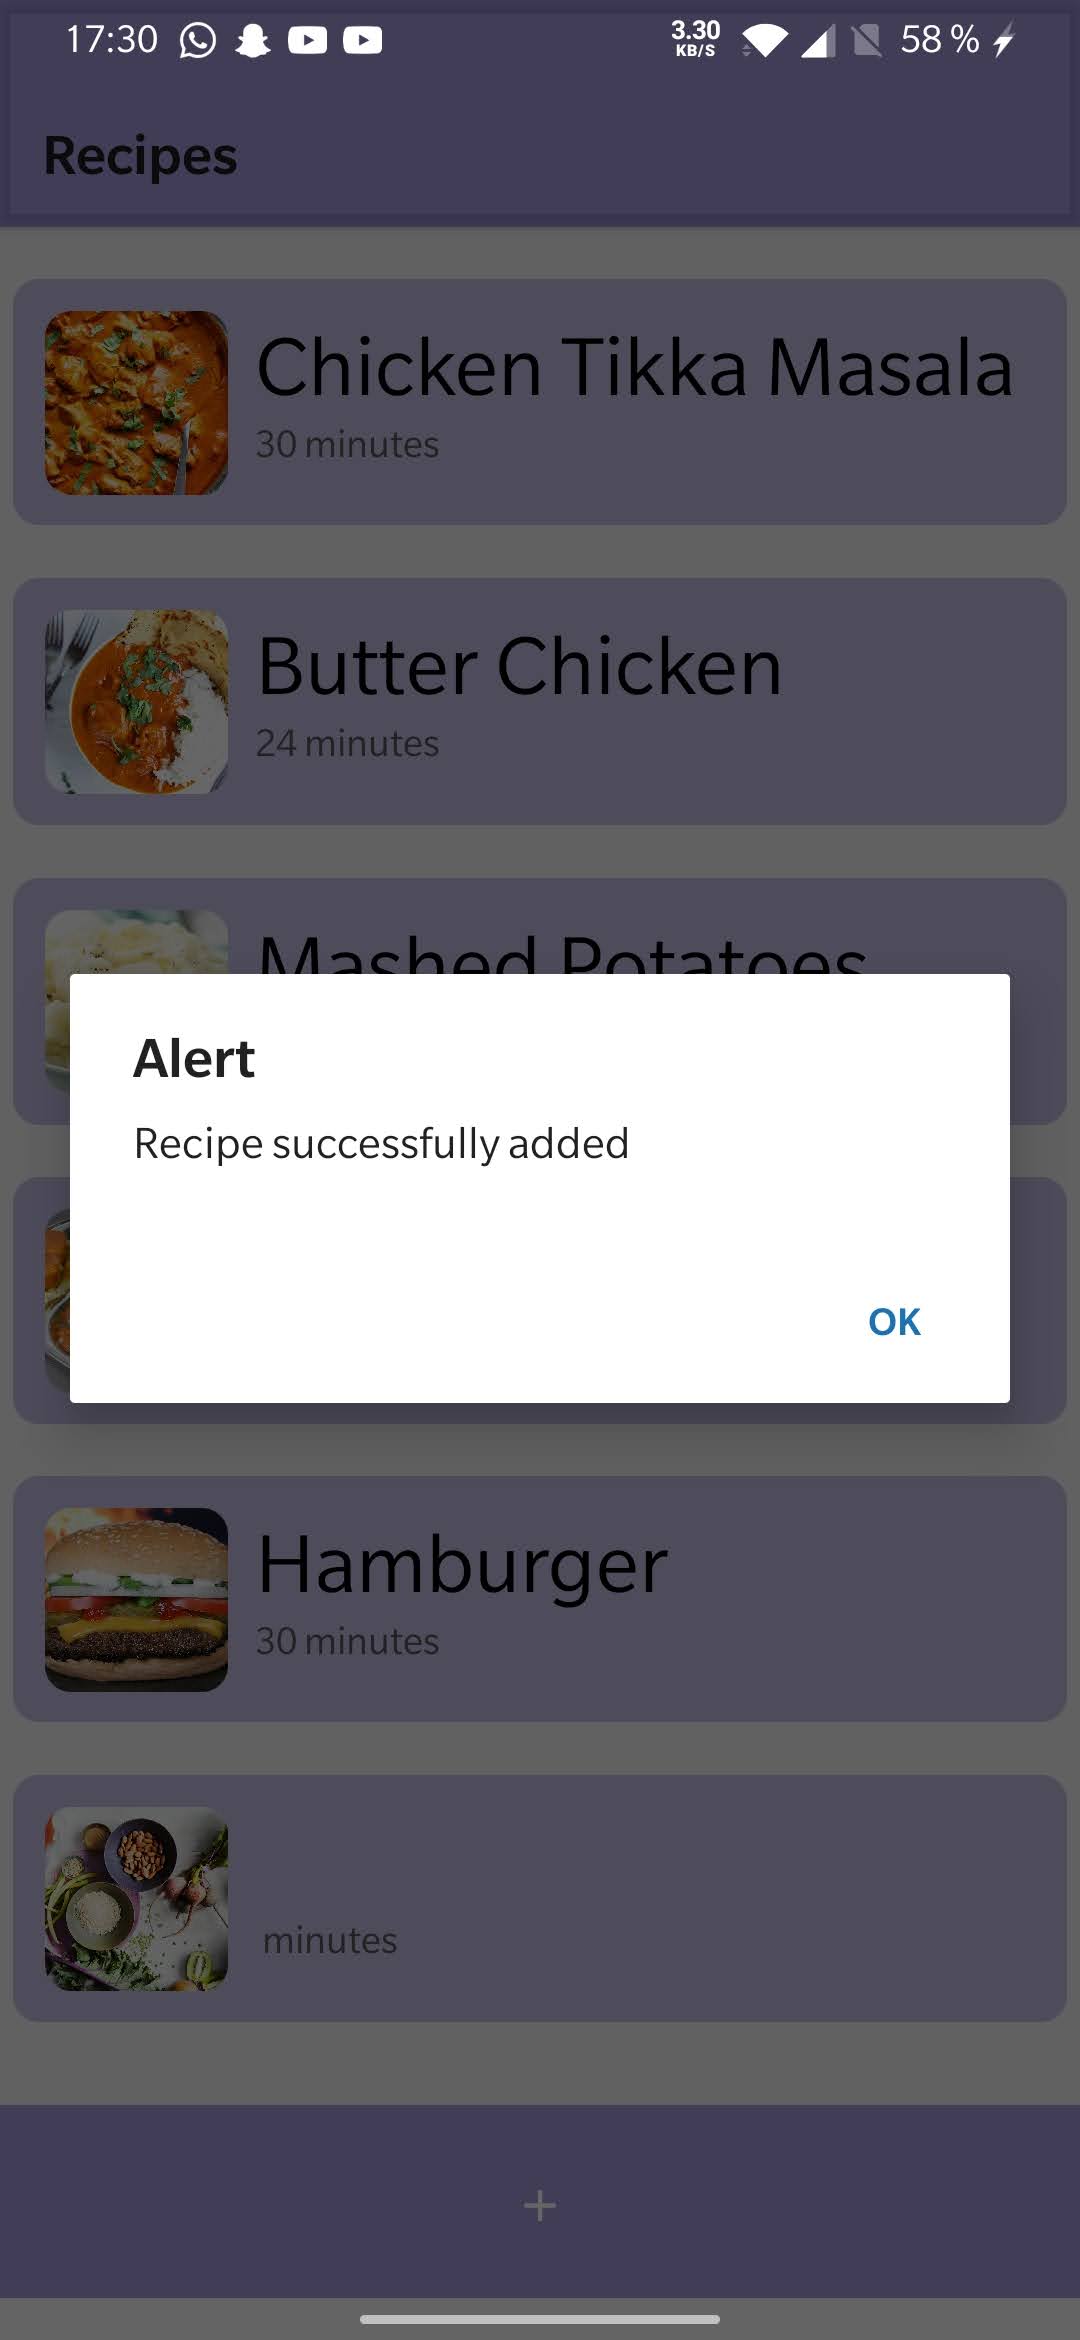 17:30 3.30 KB/S 58 %
Recipes
Chicken Tikka Masala
30 minutes
Butter Chicken
24 minutes
Mashed Potatoes
Alert
Recipe successfully added
OK
Hamburger
30 minutes
minutes
+